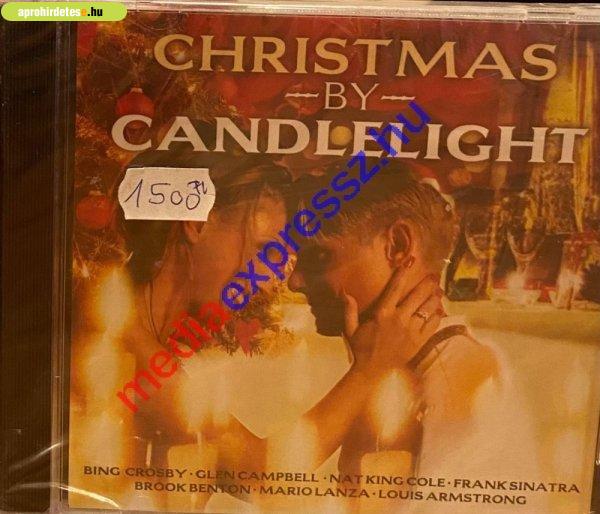 aprohirdetes.hu
CHRISTMAS
BY
CANDLELIGHT
1500 Ft
mediaexpressz.hu
BING CROSBY · GLEN CAMPBELL · NAT KING COLE · FRANK SINATRA
BROOK BENTON · MARIO LANZA · LOUIS ARMSTRONG